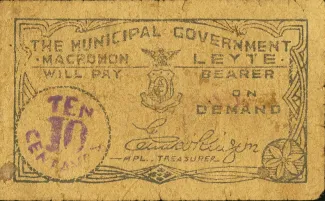 THE MUNICIPAL GOVERNMENT
MACROHON LEYTE
WILL PAY BEARER
ON
DEMAND
TEN
10
CENTAVOS
MPL. TREASURER